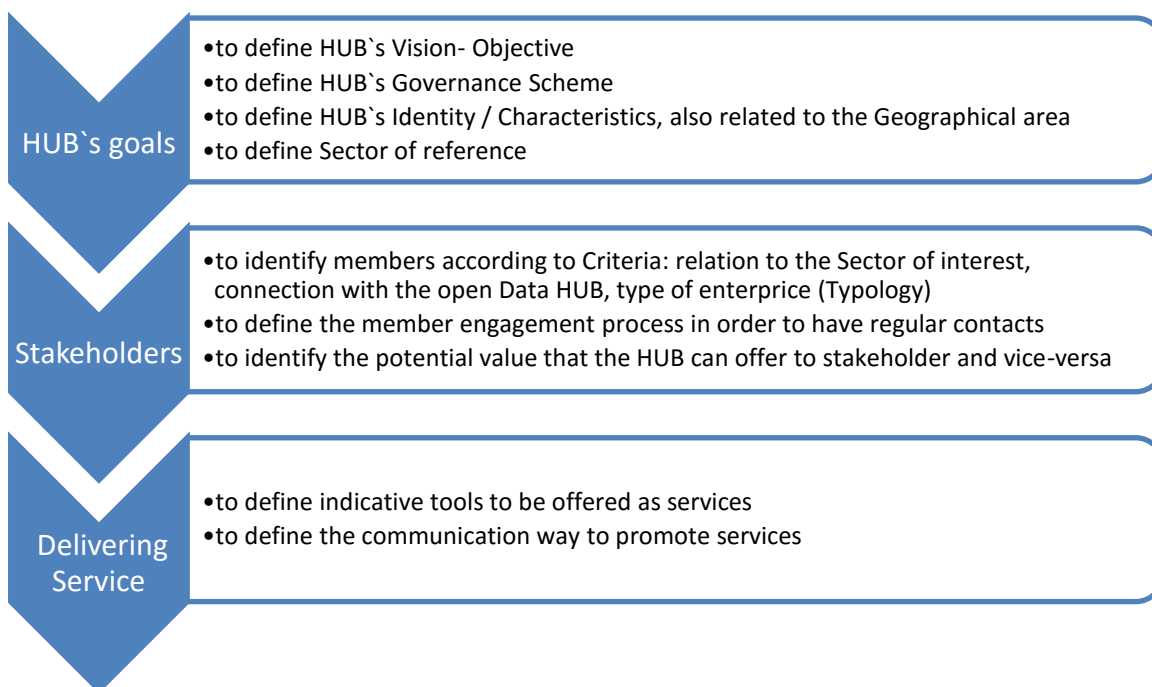 HUB`s goals
•to define HUB`s Vision- Objective
•to define HUB`s Governance Scheme
•to define HUB`s Identity / Characteristics, also related to the Geographical area
•to define Sector of reference
Stakeholders
•to identify members according to Criteria: relation to the Sector of interest,
connection with the open Data HUB, type of enterprice (Typology)
•to define the member engagement process in order to have regular contacts
•to identify the potential value that the HUB can offer to stakeholder and vice-versa
Delivering
Service
•to define indicative tools to be offered as services
•to define the communication way to promote services